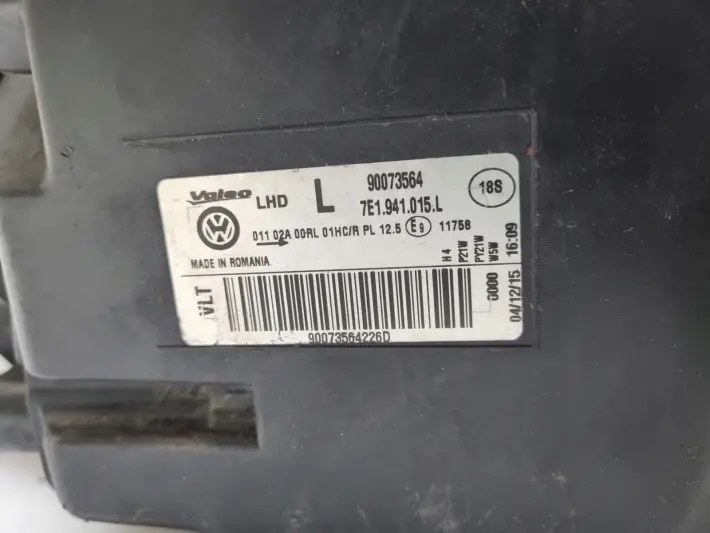 Valeo LHD L 90073564 18S
7E1.941.015.L
011 02A 00RL 01HC/R PL 12.5 E9 11758
MADE IN ROMANIA
H4
P21W
PY21W
W5W
VLT
0000
04/12/15 16:09
90073564226D